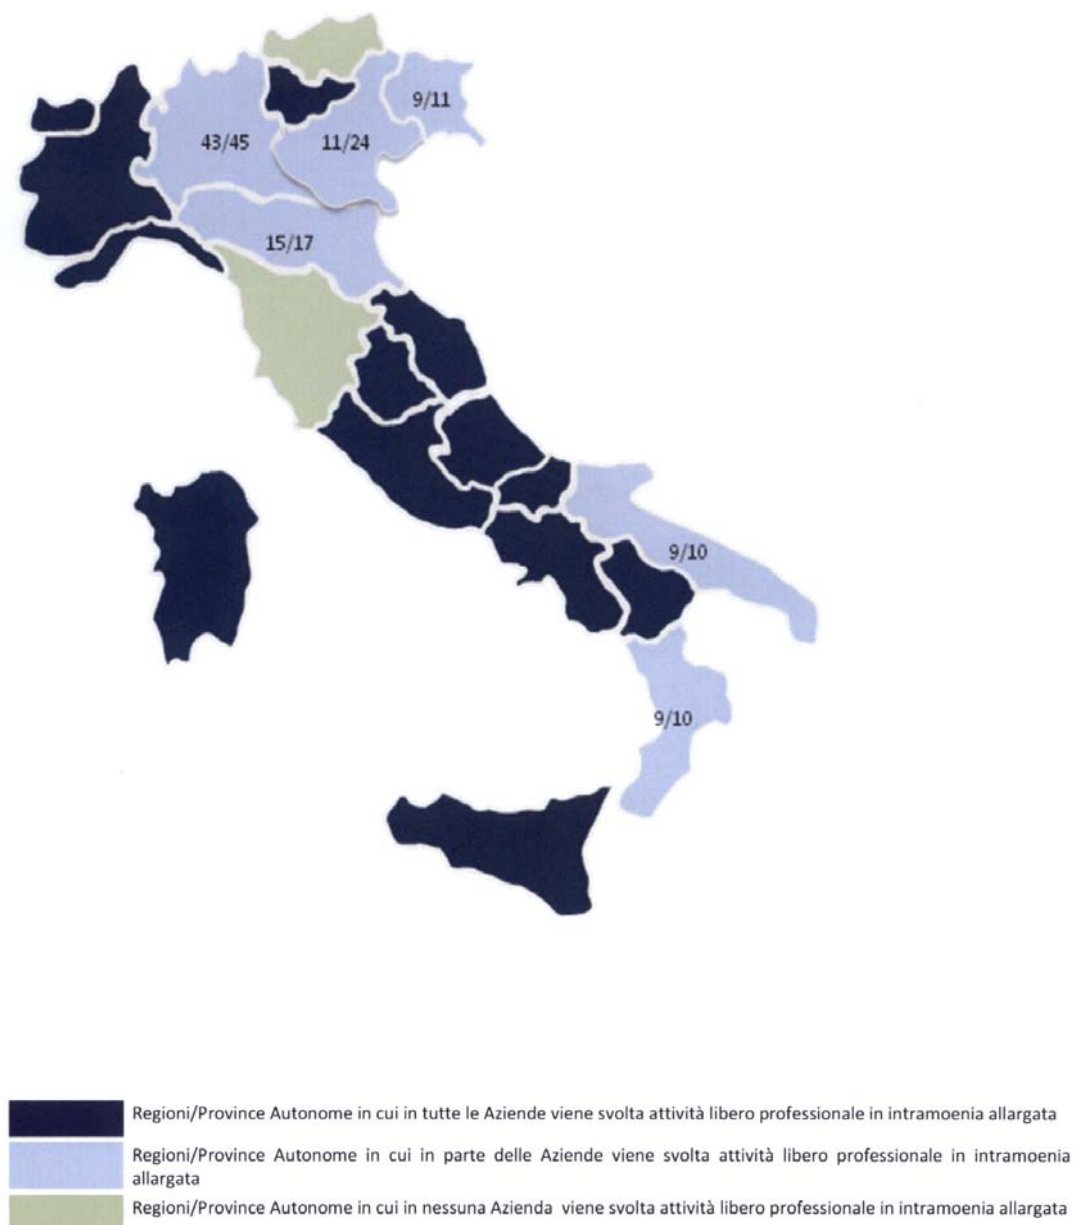 9/11
43/45
11/24
15/17
9/10
9/10
Regioni/Province Autonome in cui in tutte le Aziende viene svolta attività libero professionale in intramoenia allargata
Regioni/Province Autonome in cui in parte delle Aziende viene svolta attività libero professionale in intramoenia
allargata
Regioni/Province Autonome in cui in nessuna Azienda viene svolta attività libero professionale in intramoenia allargata